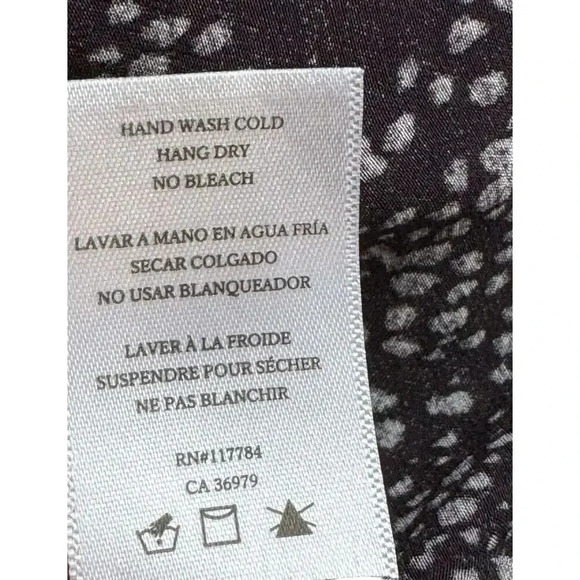 HAND WASH COLD
HANG DRY
NO BLEACH
LAVAR A MANO EN AGUA FRÍA
SECAR COLGADO
NO USAR BLANQUEADOR
LAVER À LA FROIDE
SUSPENDRE POUR SÉCHER
NE PAS BLANCHIR
RN#117784
CA 36979